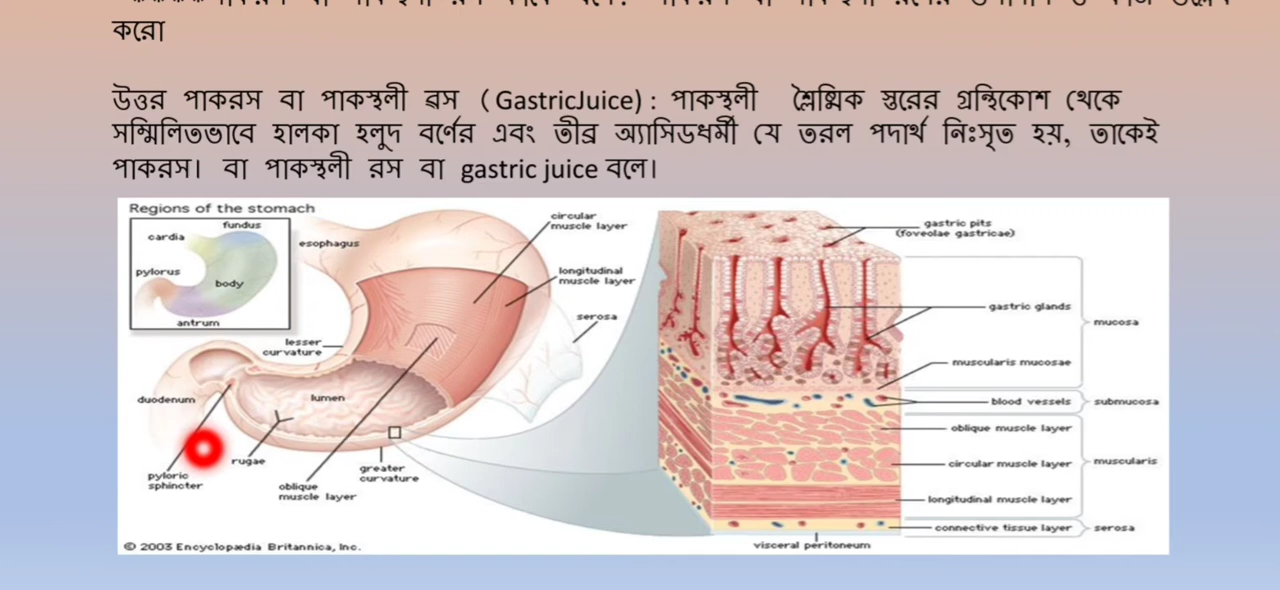 করো
উত্তর পাকরস বা পাকস্থলী রস ( GastricJuice) : পাকস্থলী শ্লৈষ্মিক স্তরের গ্রন্থিকোশ থেকে
সম্মিলিতভাবে হালকা হলুদ বর্ণের এবং তীব্র অ্যাসিডধর্মী যে তরল পদার্থ নিঃসৃত হয়, তাকেই
পাকরস। বা পাকস্থলী রস বা gastric juice বলে।
Regions of the stomach
fundus
cardia
pylorus
body
antrum
esophagus
circular
muscle layer
longitudinal
muscle layer
serosa
lesser
curvature
lumen
duodenum
pyloric
sphincter
rugae
oblique
muscle layer
greater
curvature
gastric pits
(foveolae gastricae)
gastric glands
mucosa
muscularis mucosae
blood vessels
submucosa
oblique muscle layer
circular muscle layer
muscularis
longitudinal muscle layer
connective tissue layer
serosa
visceral peritoneum
© 2003 Encyclopædia Britannica, Inc.